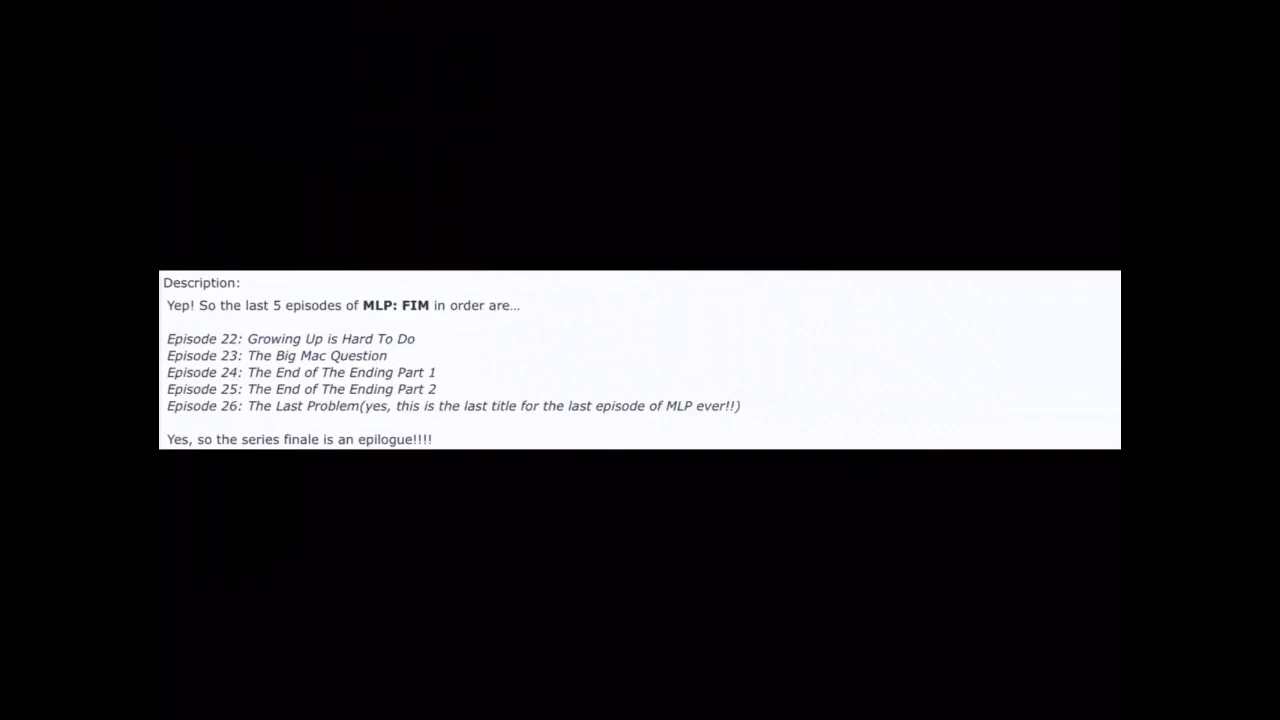 Description:
Yep! So the last 5 episodes of MLP: FIM in order are...
Episode 22: Growing Up is Hard To Do
Episode 23: The Big Mac Question
Episode 24: The End of The Ending Part 1
Episode 25: The End of The Ending Part 2
Episode 26: The Last Problem(yes, this is the last title for the last episode of MLP ever!!)
Yes, so the series finale is an epilogue!!!!